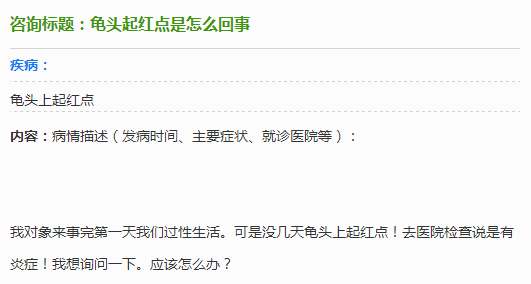 咨询标题：龟头起红点是怎么回事
疾病：
龟头上起红点
内容：病情描述（发病时间、主要症状、就诊医院等）：
我对象来事完第一天我们过性生活。可是没几天龟头上起红点！去医院检查说是有
炎症！我想询问一下。应该怎么办？